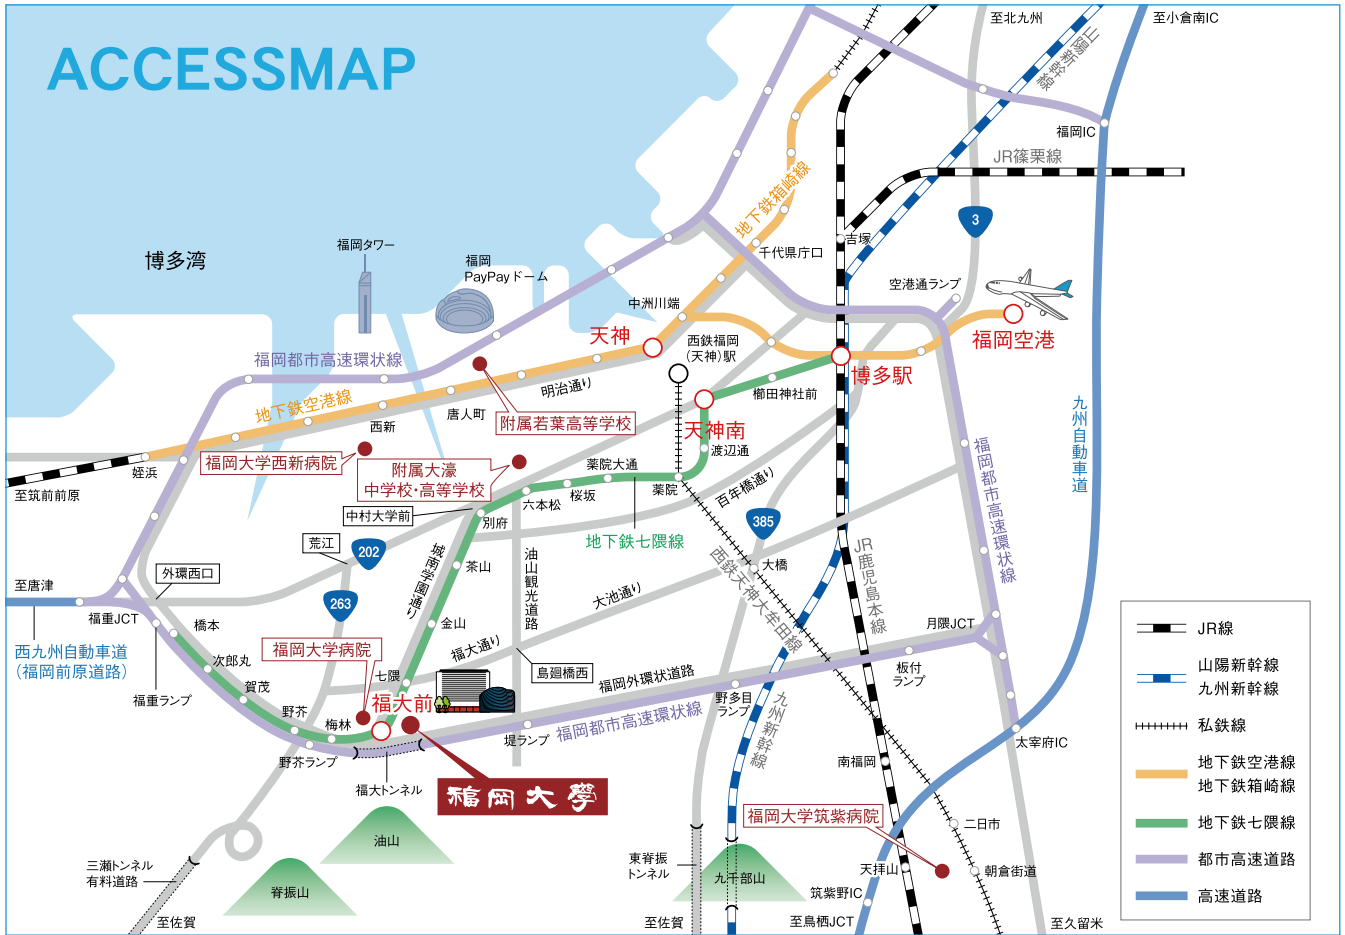 ACCESSMAP
至北九州
至小倉南IC
山陽新幹線
福岡IC
JR篠栗線
地下鉄箱崎線
3
吉塚
千代県庁口
博多湾
福岡タワー
福岡
PayPayドーム
空港通ランプ
中洲川端
天神
西鉄福岡
(天神)駅
福岡空港
福岡都市高速環状線
博多駅
明治通り
櫛田神社前
地下鉄空港線
唐人町
西新
附属若葉高等学校
天神南
渡辺通
九州自動車道
福岡都市高速環状線
姪浜
福岡大学西新病院
附属大濠
中学校・高等学校
薬院大通
薬院
桜坂
六本松
百年橋通り
至筑前前原
中村大学前
別府
地下鉄七隈線
385
荒江
202
城南学園通り
茶山
油山観光道路
西鉄天神大牟田線
大橋
JR鹿児島本線
外環西口
至唐津
263
大池通り
福重JCT
橋本
金山
月隈JCT
西九州自動車道
(福岡前原道路)
福岡大学病院
福大通り
次郎丸
島廻橋西
七隈
福岡外環状道路
板付
ランプ
賀茂
福重ランプ
福大前
野多目
ランプ
野芥
梅林
堤ランプ
福岡都市高速環状線
九州新幹線
太宰府IC
野芥ランプ
南福岡
福大トンネル
福岡大學
福岡大学筑紫病院
油山
二日市
三瀬トンネル
有料道路
東脊振
トンネル
天拝山
朝倉街道
脊振山
九千部山
筑紫野IC
至佐賀
至佐賀
至鳥栖JCT
至久留米
JR線
山陽新幹線
九州新幹線
私鉄線
地下鉄空港線
地下鉄箱崎線
地下鉄七隈線
都市高速道路
高速道路